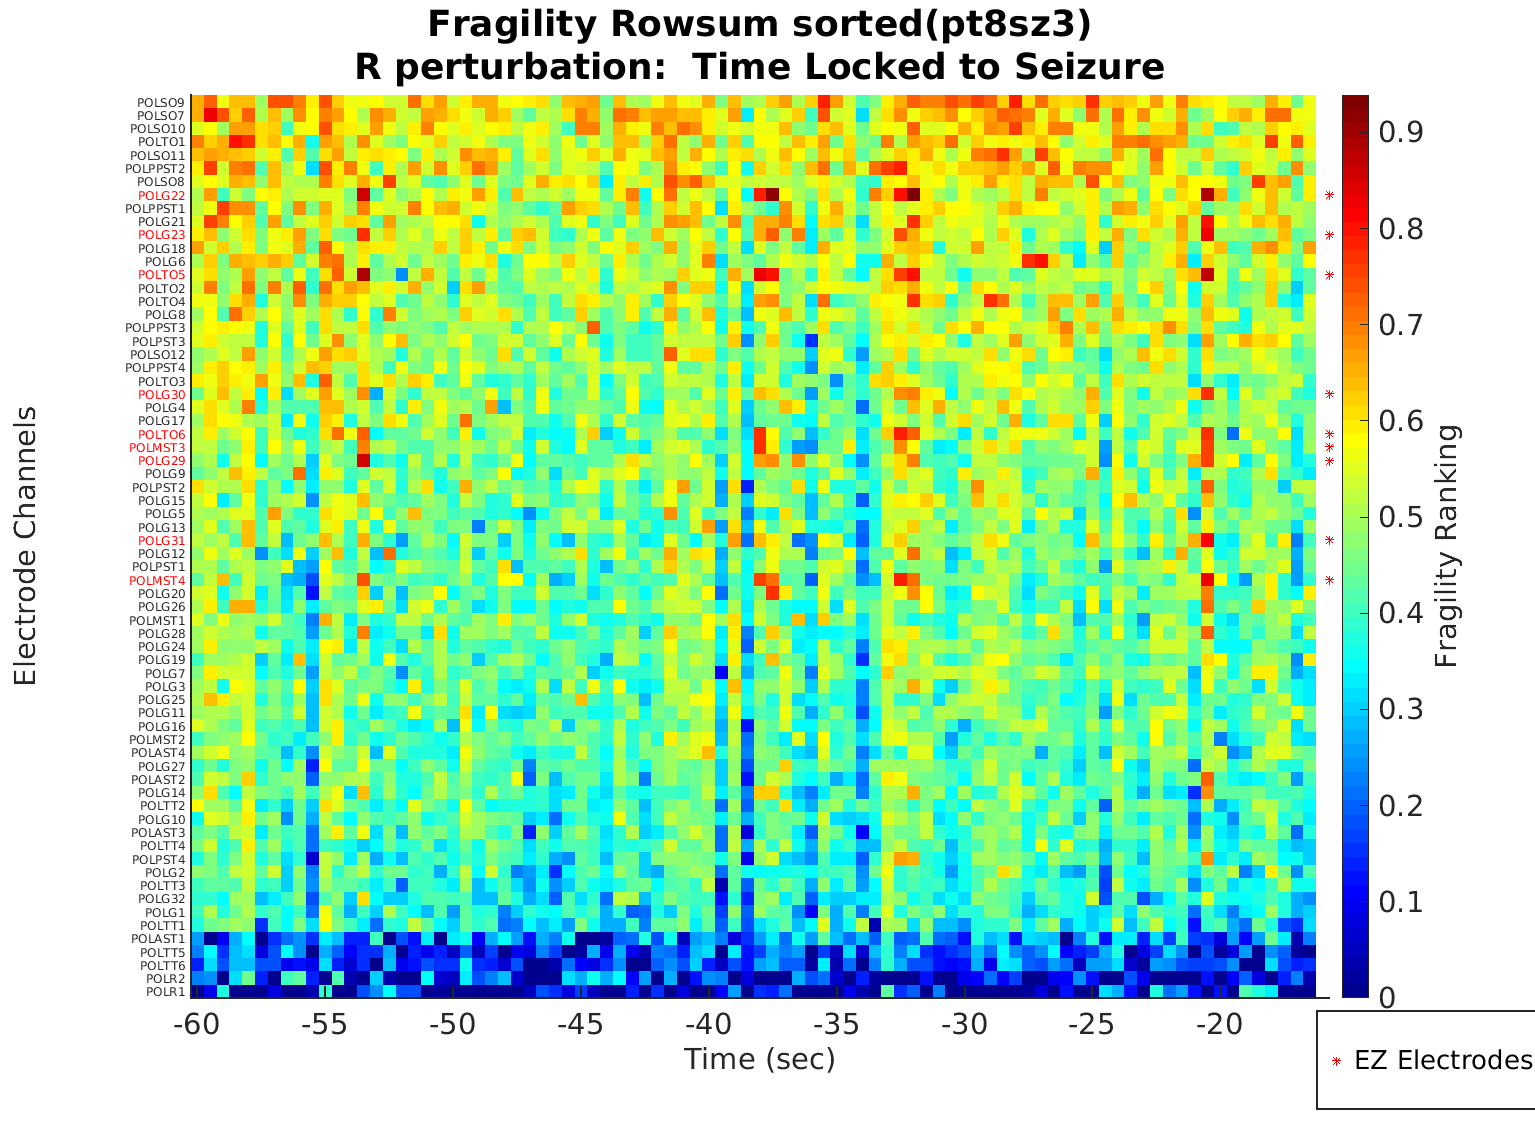 Fragility Rowsum sorted(pt8sz3)
R perturbation:  Time Locked to Seizure
Electrode Channels
POLSO9
POLSO7
POLSO10
POLTO1
POLSO11
POLPPST2
POLSO8
POLG22
POLPPST1
POLG21
POLG23
POLG18
POLG6
POLTO5
POLTO2
POLTO4
POLG8
POLPPST3
POLPST3
POLSO12
POLPPST4
POLTO3
POLG30
POLG4
POLG17
POLTO6
POLMST3
POLG29
POLG9
POLPST2
POLG15
POLG5
POLG13
POLG31
POLG12
POLPST1
POLMST4
POLG20
POLG26
POLMST1
POLG28
POLG24
POLG19
POLG7
POLG3
POLG25
POLG11
POLG16
POLMST2
POLAST4
POLG27
POLAST2
POLG14
POLTT2
POLG10
POLAST3
POLTT4
POLPST4
POLG2
POLTT3
POLG32
POLG1
POLTT1
POLAST1
POLTT5
POLTT6
POLR2
POLR1
-60 -55 -50 -45 -40 -35 -30 -25 -20
Time (sec)
0.9
0.8
0.7
0.6
0.5
0.4
0.3
0.2
0.1
0
Fragility Ranking
EZ Electrodes